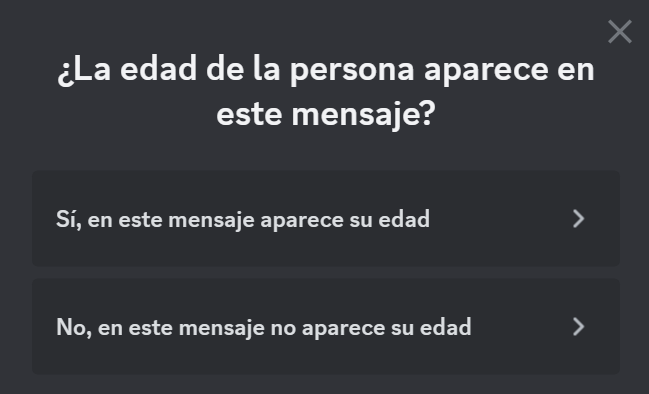 ¿La edad de la persona aparece en
este mensaje?
Sí, en este mensaje aparece su edad
No, en este mensaje no aparece su edad